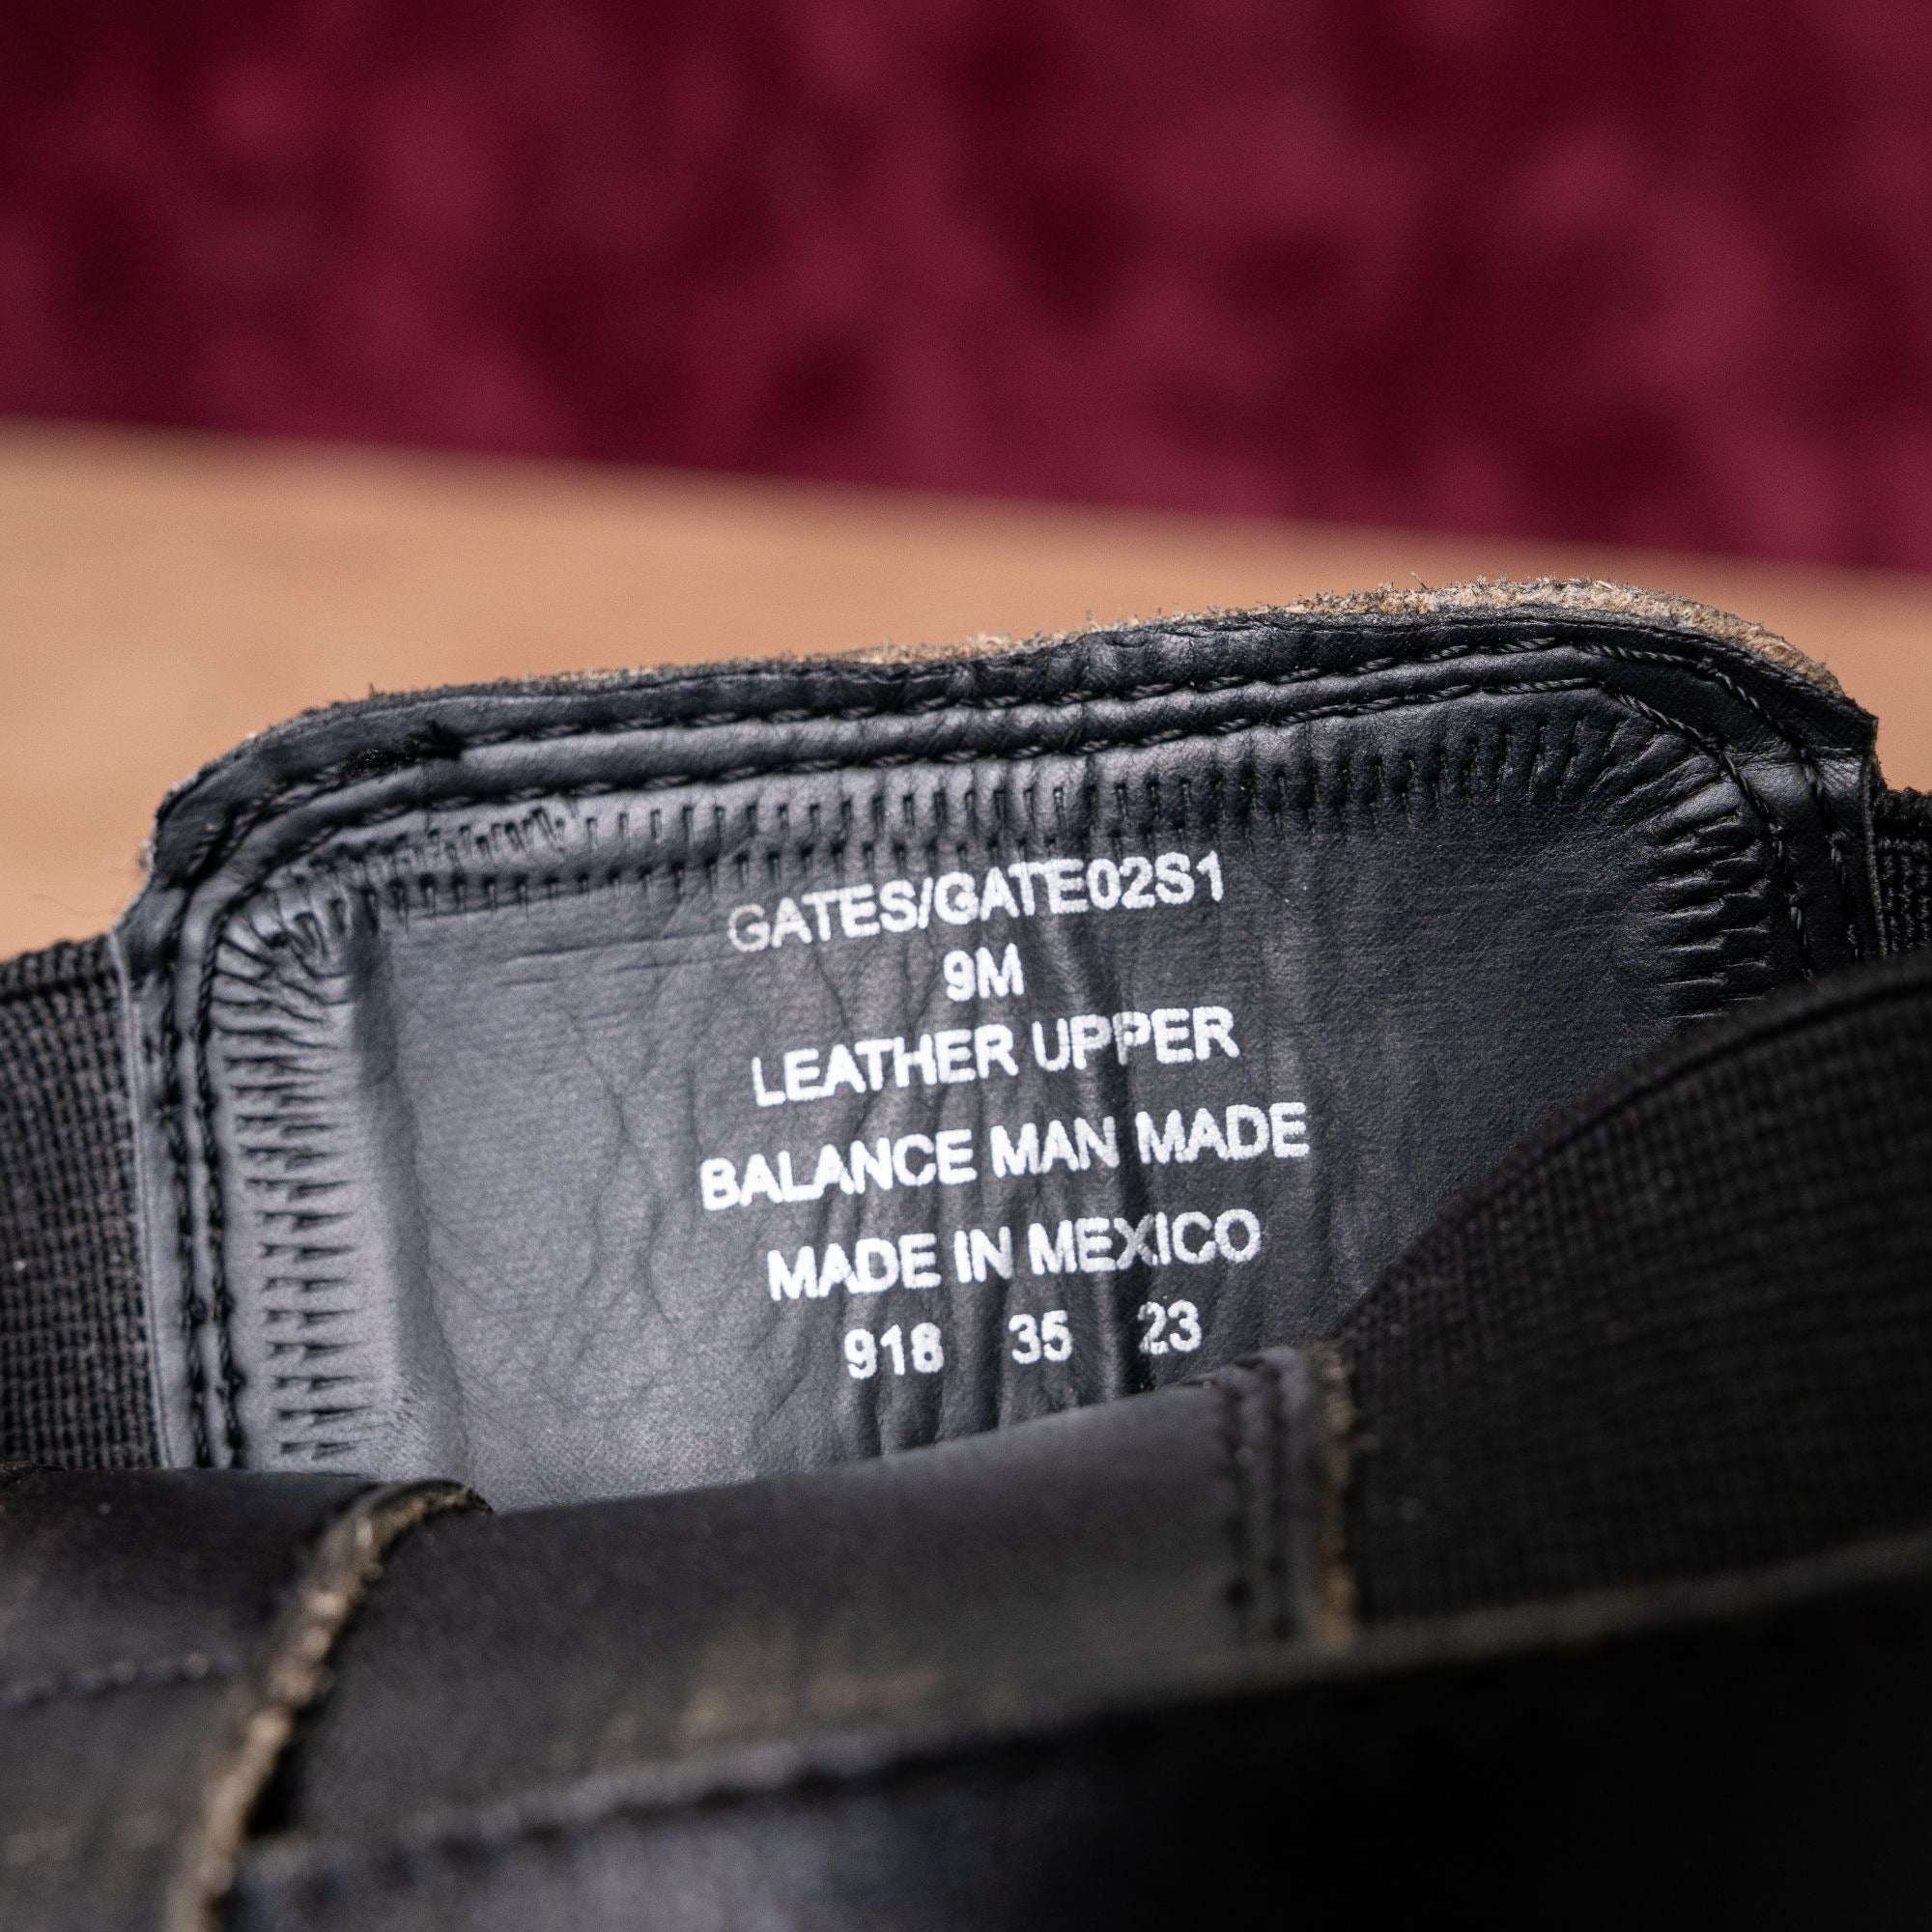 GATES/GATE02S1
9M
LEATHER UPPER
BALANCE MAN MADE
MADE IN MEXICO
918 35 23